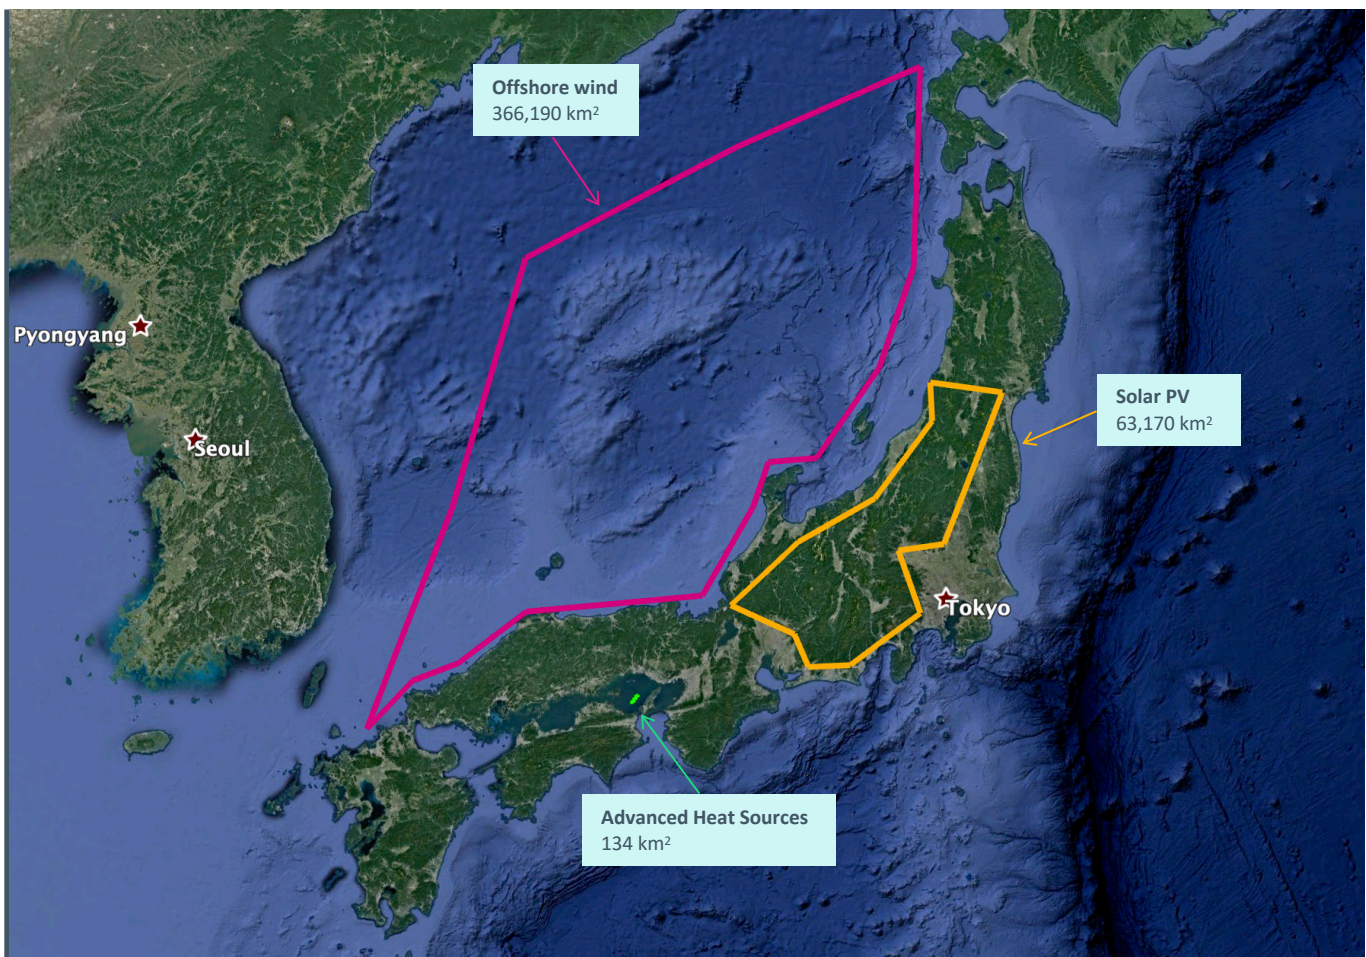 Offshore wind
366,190 km²
Solar PV
63,170 km²
Pyongyang
Seoul
Tokyo
Advanced Heat Sources
134 km²